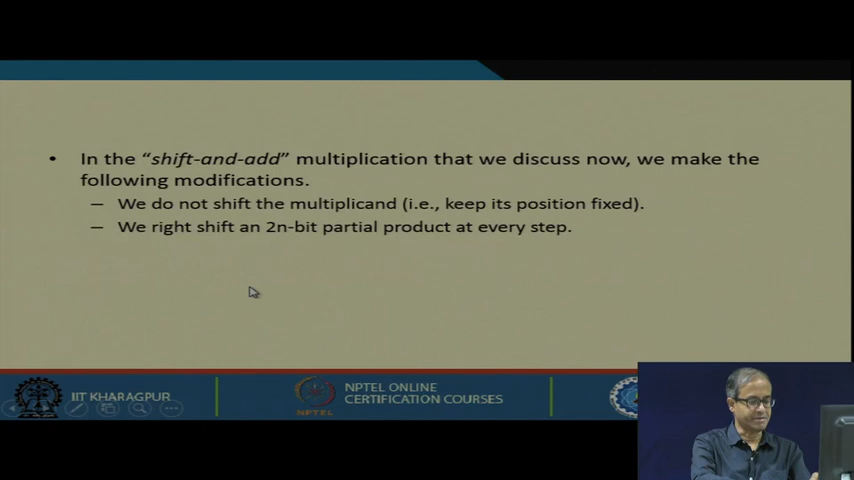 In the “shift-and-add” multiplication that we discuss now, we make the
following modifications.
– We do not shift the multiplicand (i.e., keep its position fixed).
– We right shift an 2n-bit partial product at every step.
IIT KHARAGPUR
NPTEL
NPTEL ONLINE
CERTIFICATION COURSES